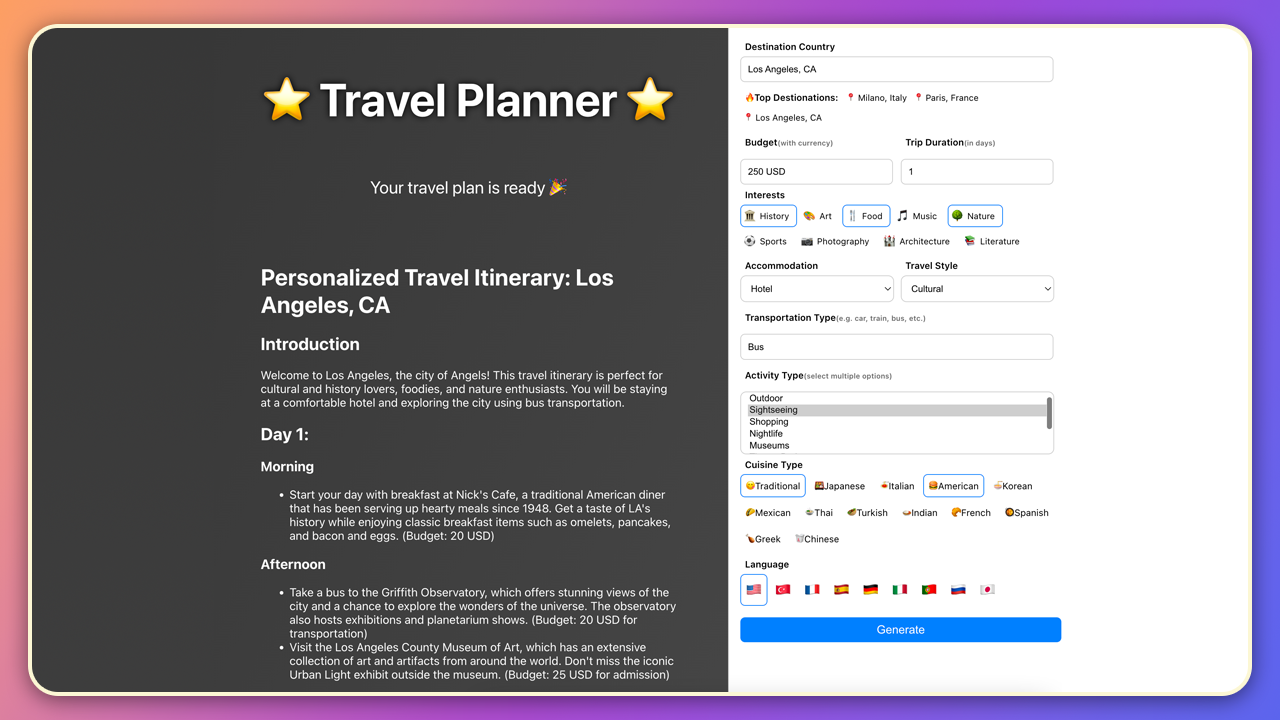 ⭐ Travel Planner ⭐
Your travel plan is ready 🎉
Personalized Travel Itinerary: Los
Angeles, CA
Introduction
Welcome to Los Angeles, the city of Angels! This travel itinerary is perfect for
cultural and history lovers, foodies, and nature enthusiasts. You will be staying
at a comfortable hotel and exploring the city using bus transportation.
Day 1:
Morning
• Start your day with breakfast at Nick's Cafe, a traditional American diner
that has been serving up hearty meals since 1948. Get a taste of LA's
history while enjoying classic breakfast items such as omelets, pancakes,
and bacon and eggs. (Budget: 20 USD)
Afternoon
• Take a bus to the Griffith Observatory, which offers stunning views of the
city and a chance to explore the wonders of the universe. The observatory
also hosts exhibitions and planetarium shows. (Budget: 20 USD for
transportation)
• Visit the Los Angeles County Museum of Art, which has an extensive
collection of art and artifacts from around the world. Don't miss the iconic
Urban Light exhibit outside the museum. (Budget: 25 USD for admission)
Destination Country
Los Angeles, CA
🔥Top Destionations: 📍 Milano, Italy 📍 Paris, France
📍 Los Angeles, CA
Budget(with currency) Trip Duration(in days)
250 USD 1
Interests
🏛 History 🎨 Art 🍴 Food 🎵 Music 🌳 Nature
⚽ Sports 📷 Photography 🏰 Architecture 📚 Literature
Accommodation Travel Style
Hotel Cultural
Transportation Type(e.g. car, train, bus, etc.)
Bus
Activity Type(select multiple options)
Outdoor
Sightseeing
Shopping
Nightlife
Museums
Cuisine Type
😋Traditional 🍱Japanese 🍝Italian 🍔American 🍜Korean
🌮Mexican 🍲Thai 🥙Turkish 🍛Indian 🥐French 🥘Spanish
🍗Greek 🥡Chinese
Language
Generate